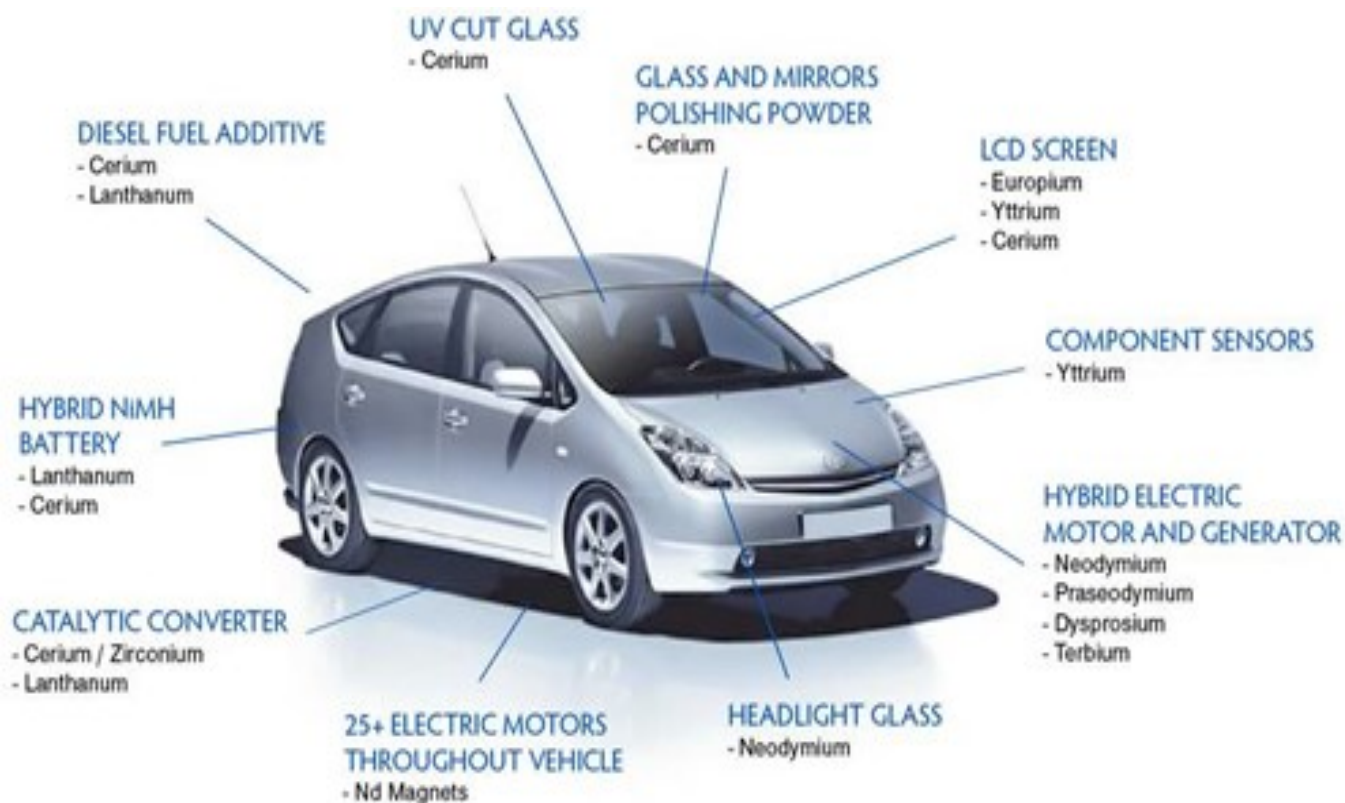 UV CUT GLASS
- Cerium
GLASS AND MIRRORS
POLISHING POWDER
- Cerium
DIESEL FUEL ADDITIVE
- Cerium
- Lanthanum
LCD SCREEN
- Europium
- Yttrium
- Cerium
COMPONENT SENSORS
- Yttrium
HYBRID NiMH
BATTERY
- Lanthanum
- Cerium
HYBRID ELECTRIC
MOTOR AND GENERATOR
- Neodymium
- Praseodymium
- Dysprosium
- Terbium
CATALYTIC CONVERTER
- Cerium / Zirconium
- Lanthanum
25+ ELECTRIC MOTORS
THROUGHOUT VEHICLE
- Nd Magnets
HEADLIGHT GLASS
- Neodymium